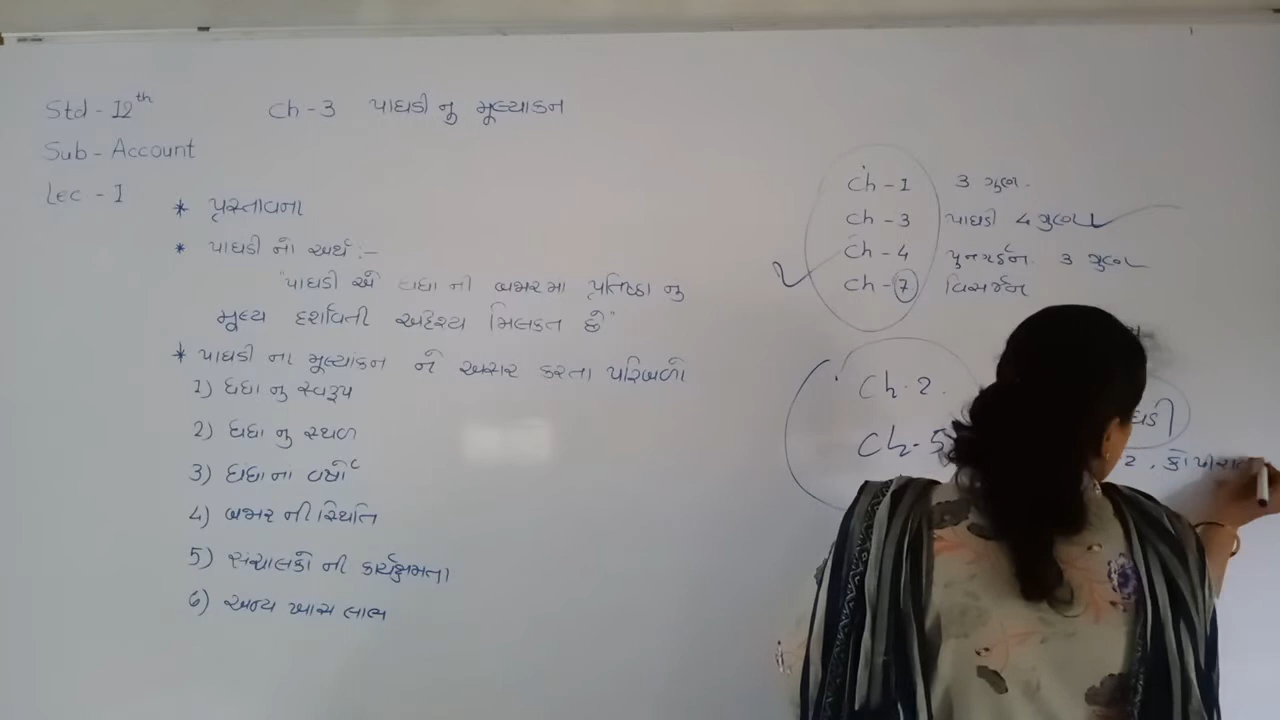 Std - 12th
Ch - 3 પાઘડી નુ મૂલ્યાકન
Sub - Account
Lec - 1
* પ્રસ્તાવના
* પાઘડી નો અર્થ :-
"પાઘડી એ ધંધા ની બજારમા પ્રતિષ્ઠા નુ
મૂલ્ય દર્શાવતી અદ્રશ્ય મિલકત છે"
* પાઘડી ના મૂલ્યાંકન ને અસર કરતા પરિબળો
1) ધંધા નુ સ્વરૂપ
2) ધંધા નુ સ્થળ
3) ધંધા ના વર્ષો
4) બજાર ની સ્થિતિ
5) સંચાલકો ની કાર્યક્ષમતા
6) અન્ય ખાસ લાભ
Ch - 1 3 ગુણ.
Ch - 3 પાઘડી 4 ગુણ
Ch - 4 પુનગર્ઠન 3 ગુણ
Ch - 7 વિસર્જન
Ch - 2.
Ch - 5